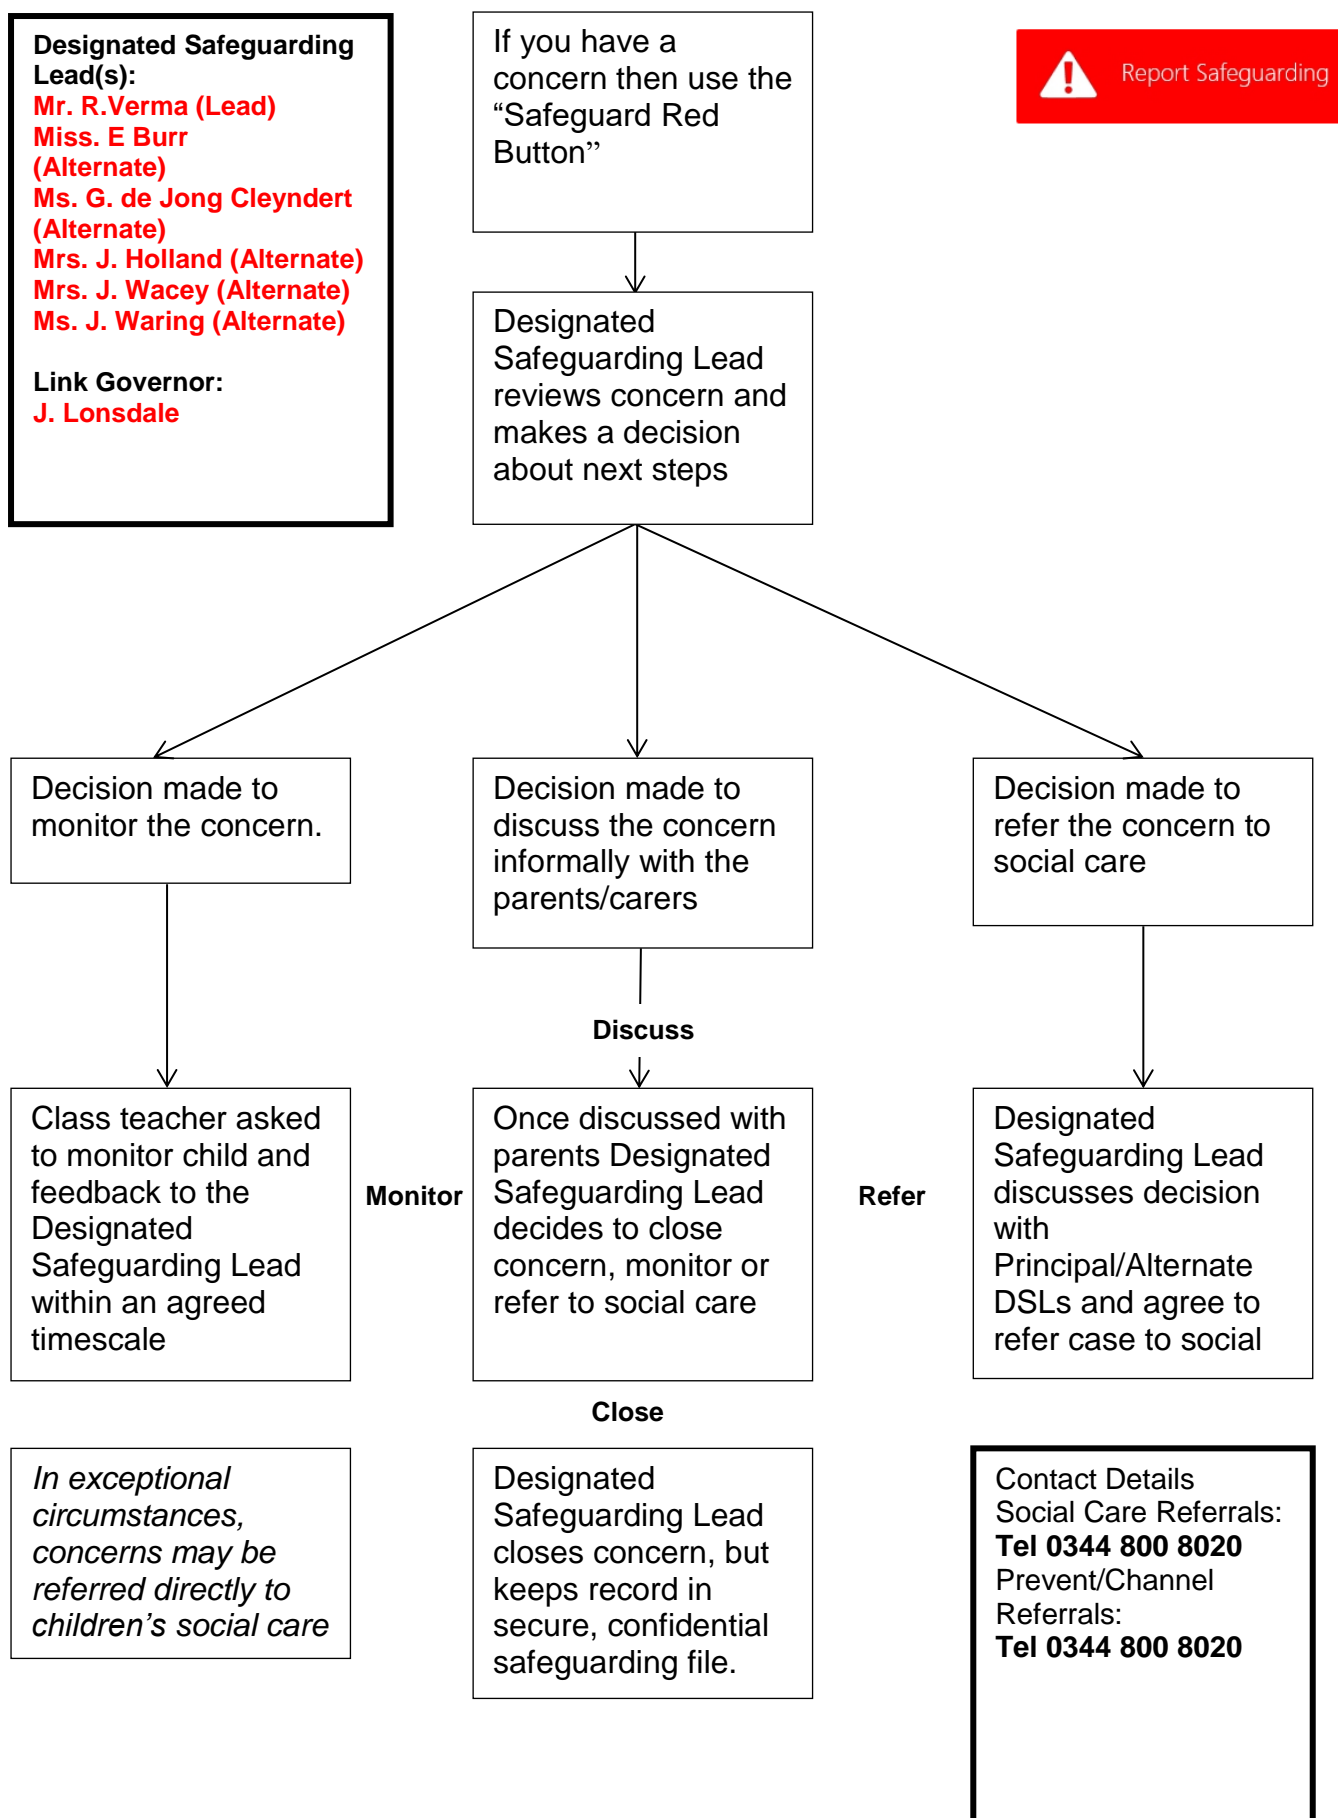 Designated Safeguarding
Lead(s):
Mr. R.Verma (Lead)
Miss. E Burr
(Alternate)
Ms. G. de Jong Cleyndert
(Alternate)
Mrs. J. Holland (Alternate)
Mrs. J. Wacey (Alternate)
Ms. J. Waring (Alternate)
Link Governor:
J. Lonsdale
If you have a
concern then use the
“Safeguard Red
Button”
Report Safeguarding
Designated
Safeguarding Lead
reviews concern and
makes a decision
about next steps
Decision made to
monitor the concern.
Decision made to
discuss the concern
informally with the
parents/carers
Decision made to
refer the concern to
social care
Discuss
Class teacher asked
to monitor child and
feedback to the
Designated
Safeguarding Lead
within an agreed
timescale
Monitor
Once discussed with
parents Designated
Safeguarding Lead
decides to close
concern, monitor or
refer to social care
Refer
Designated
Safeguarding Lead
discusses decision
with
Principal/Alternate
DSLs and agree to
refer case to social
Close
In exceptional
circumstances,
concerns may be
referred directly to
children’s social care
Designated
Safeguarding Lead
closes concern, but
keeps record in
secure, confidential
safeguarding file.
Contact Details
Social Care Referrals:
Tel 0344 800 8020
Prevent/Channel
Referrals:
Tel 0344 800 8020